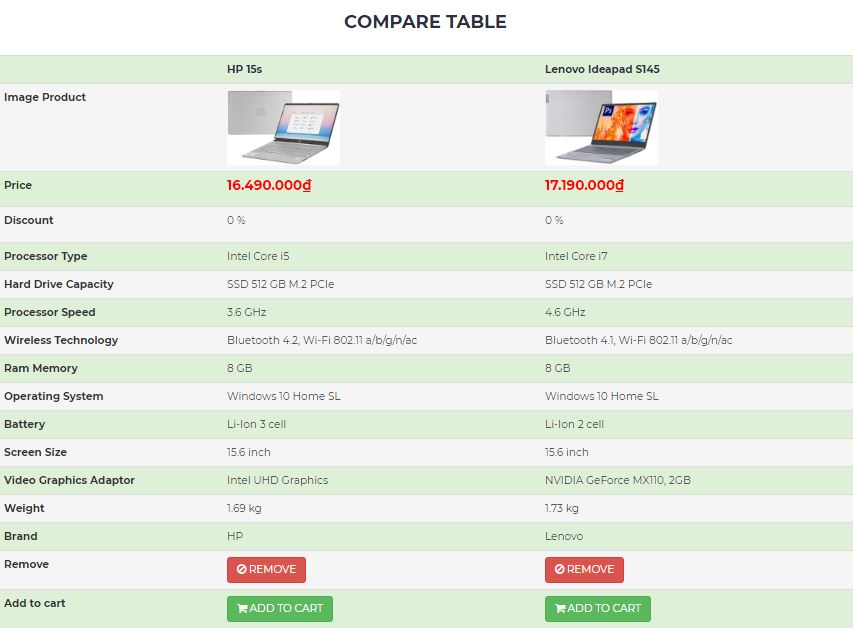 COMPARE TABLE
HP 15s Lenovo Ideapad S145
Image Product
Ps
Price 16.490.000₫ 17.190.000₫
Discount 0 % 0 %
Processor Type Intel Core i5 Intel Core i7
Hard Drive Capacity SSD 512 GB M.2 PCIe SSD 512 GB M.2 PCIe
Processor Speed 3.6 GHz 4.6 GHz
Wireless Technology Bluetooth 4.2, Wi-Fi 802.11 a/b/g/n/ac Bluetooth 4.1, Wi-Fi 802.11 a/b/g/n/ac
Ram Memory 8 GB 8 GB
Operating System Windows 10 Home SL Windows 10 Home SL
Battery Li-Ion 3 cell Li-Ion 2 cell
Screen Size 15.6 inch 15.6 inch
Video Graphics Adaptor Intel UHD Graphics NVIDIA GeForce MX110, 2GB
Weight 1.69 kg 1.73 kg
Brand HP Lenovo
Remove REMOVE REMOVE
Add to cart ADD TO CART ADD TO CART